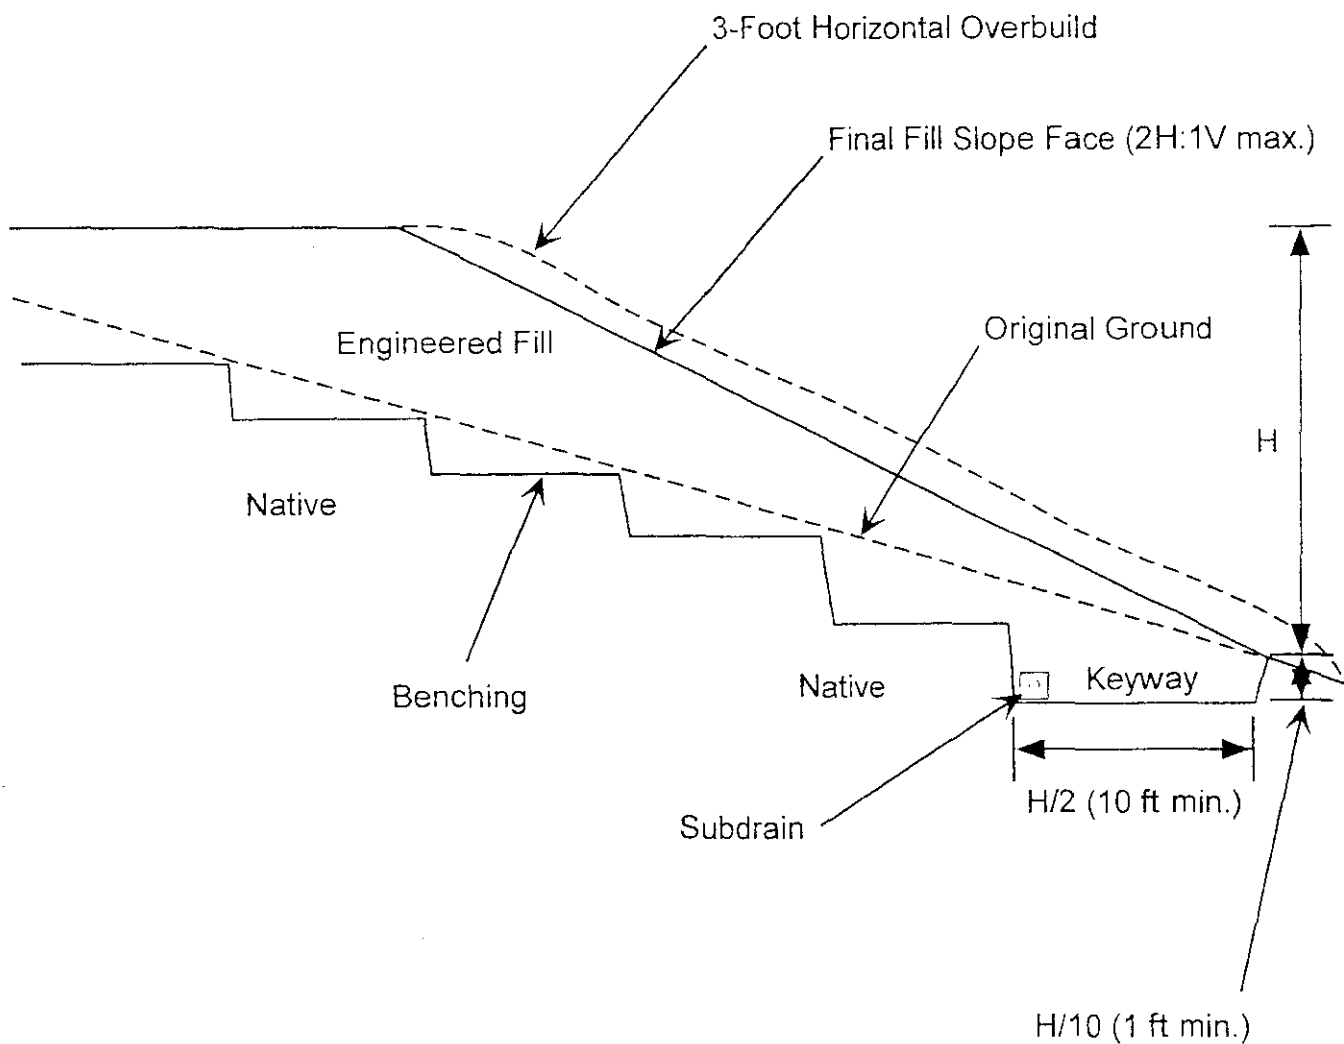 3-Foot Horizontal Overbuild
Final Fill Slope Face (2H:1V max.)
Original Ground
Engineered Fill
H
Native
Benching
Native
Keyway
H/2 (10 ft min.)
Subdrain
H/10 (1 ft min.)